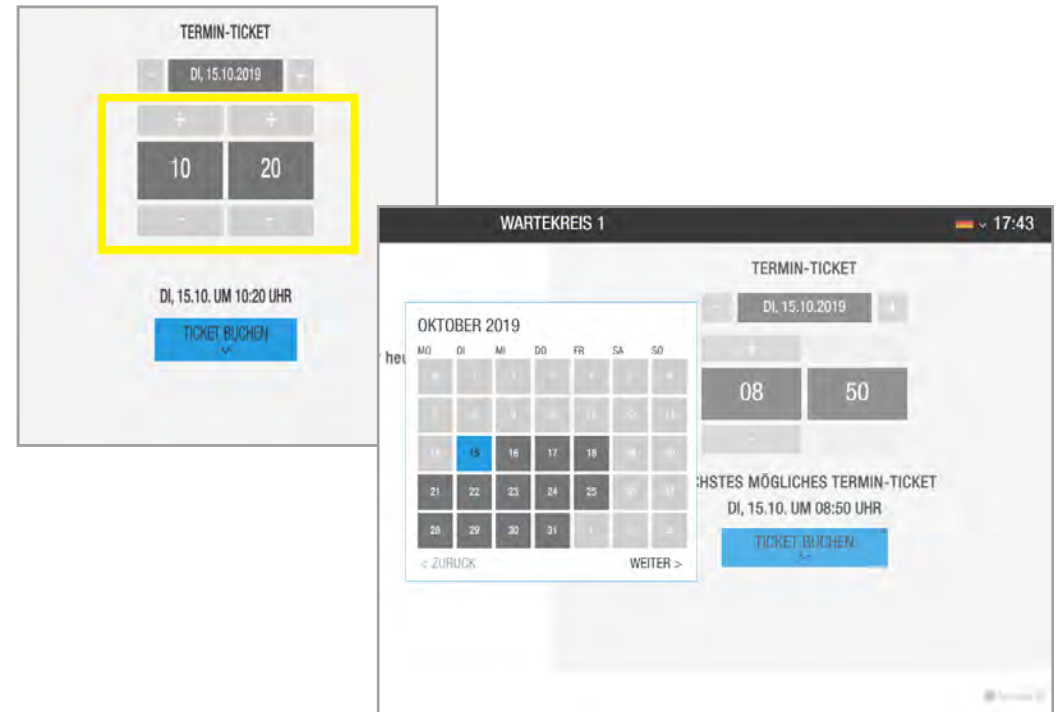 TERMIN-TICKET
- DI, 15.10.2019
+ +
10 20
- -
DI, 15.10. UM 10:20 UHR
TICKET BUCHEN
WARTEKREIS 1 17:43
TERMIN-TICKET
- DI, 15.10.2019 +
+
08 50
-
HSTES MÖGLICHES TERMIN-TICKET
DI, 15.10. UM 08:50 UHR
TICKET BUCHEN
r heu
OKTOBER 2019
MO DI MI DO FR SA SO
15 16 17 18
21 22 23 24 25
28 29 30 31
< ZURÜCK WEITER >